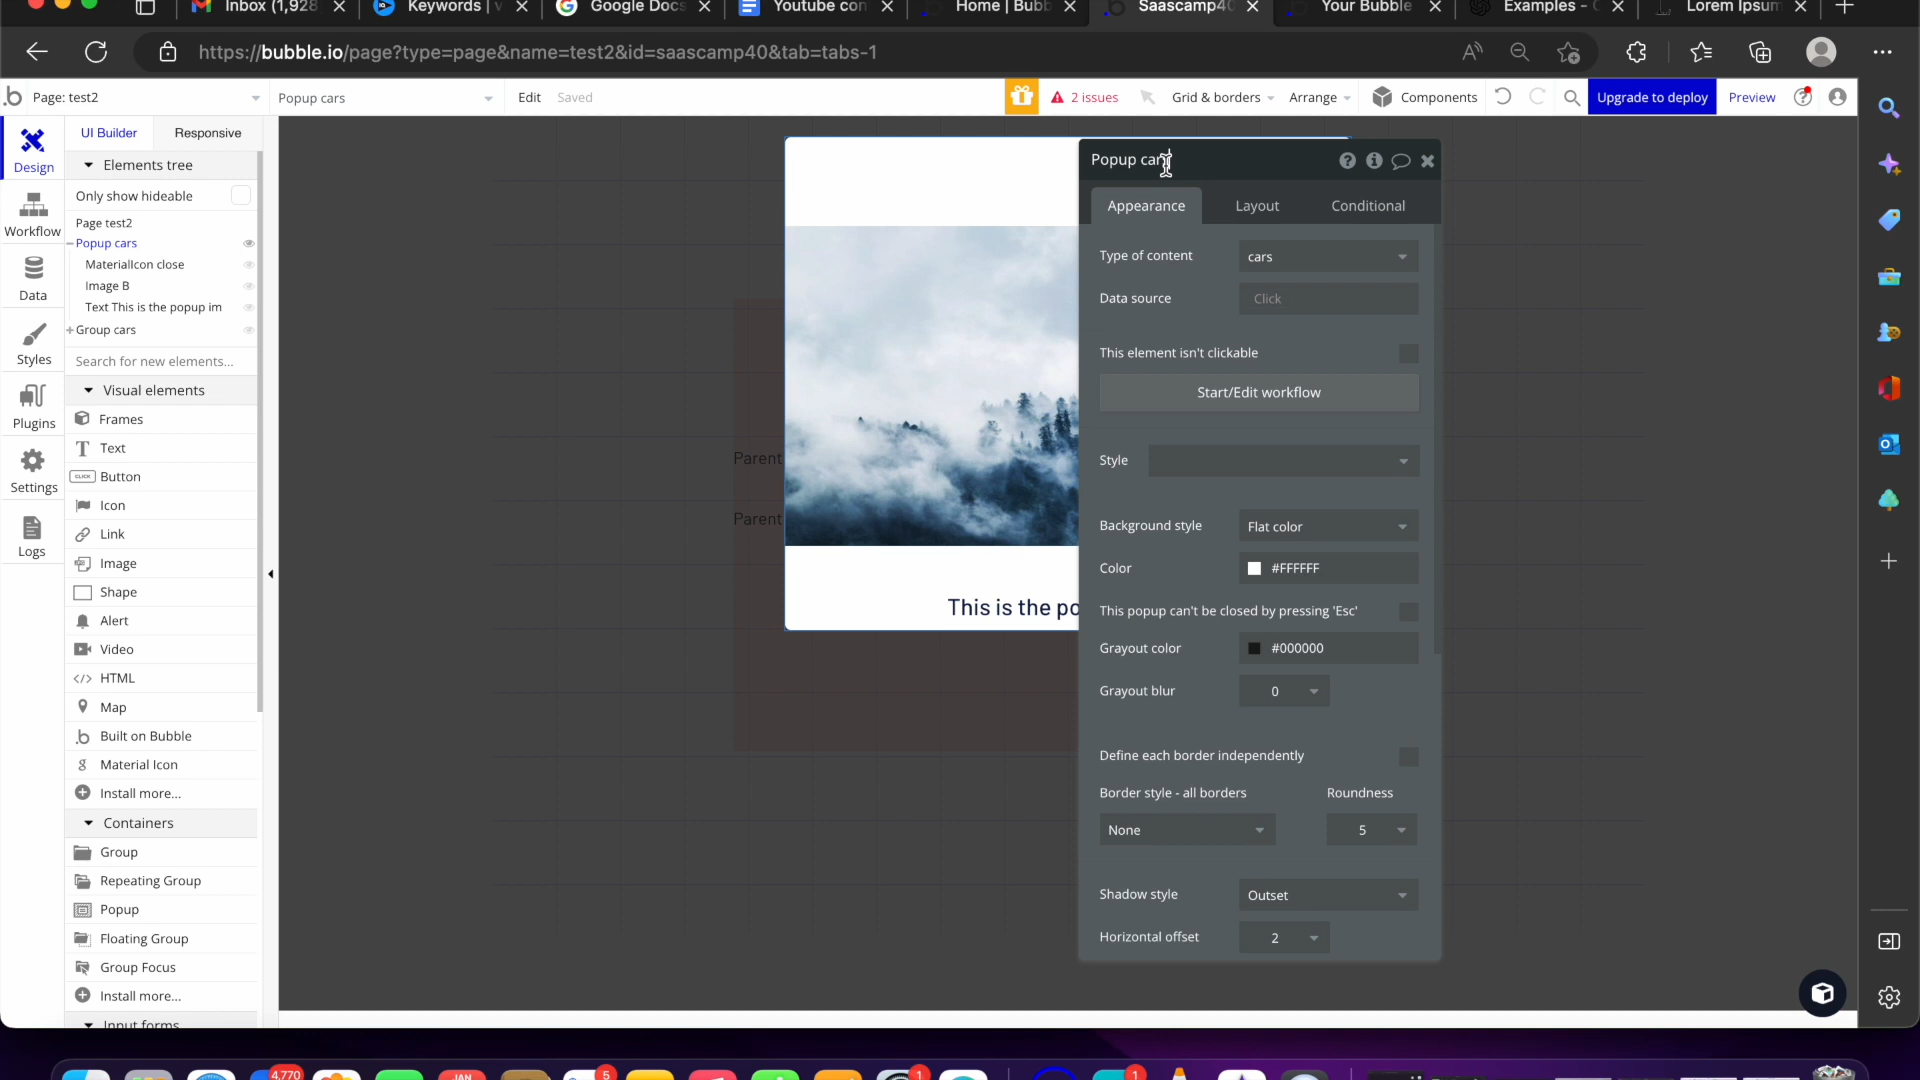 Inbox (1,928
Keywords | v
Google Docs
Youtube con
Home | Bubb
Saascamp40
Your Bubble
Examples -
Lorem Ipsum
https://bubble.io/page?type=page&name=test2&id=saascamp40&tab=tabs-1
Page: test2
Popup cars
Edit
Saved
2 issues
Grid & borders
Arrange
Components
Upgrade to deploy
Preview
Design
Workflow
Data
Styles
Plugins
Settings
Logs
UI Builder
Responsive
Elements tree
Only show hideable
Page test2
Popup cars
MaterialIcon close
Image B
Text This is the popup im
Group cars
Search for new elements...
Visual elements
Frames
Text
CLICK Button
Icon
Link
Image
Shape
Alert
Video
</> HTML
Map
Built on Bubble
Material Icon
Install more...
Containers
Group
Repeating Group
Popup
Floating Group
Group Focus
Install more...
Input forms
Parent
Parent
This is the po
Popup cars
Appearance
Layout
Conditional
Type of content
cars
Data source
Click
This element isn't clickable
Start/Edit workflow
Style
Background style
Flat color
Color
#FFFFFF
This popup can't be closed by pressing 'Esc'
Grayout color
#000000
Grayout blur
0
Define each border independently
Border style - all borders
Roundness
None
5
Shadow style
Outset
Horizontal offset
2
4,770
JAN
5
1
1